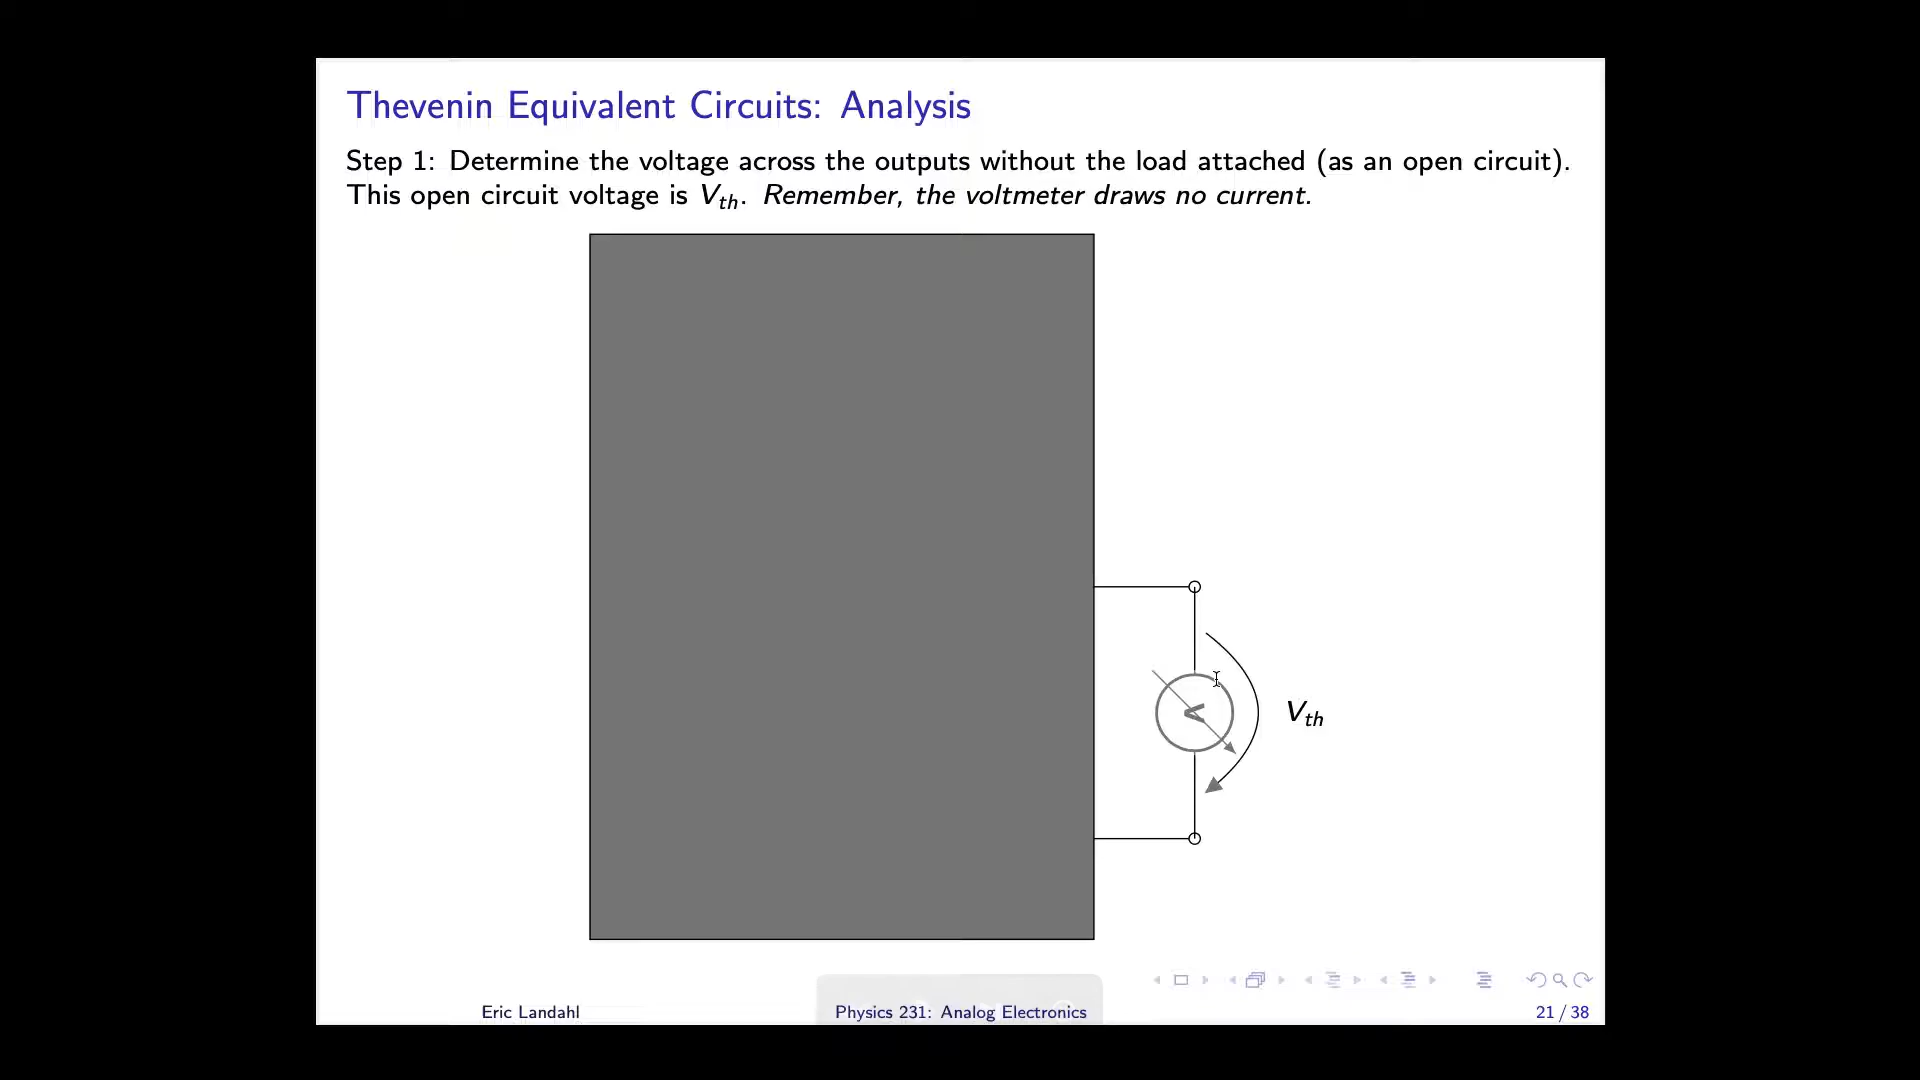 Thevenin Equivalent Circuits: Analysis
Step 1: Determine the voltage across the outputs without the load attached (as an open circuit).
This open circuit voltage is Vth. Remember, the voltmeter draws no current.
V
Vth
Eric Landahl
Physics 231: Analog Electronics
21 / 38